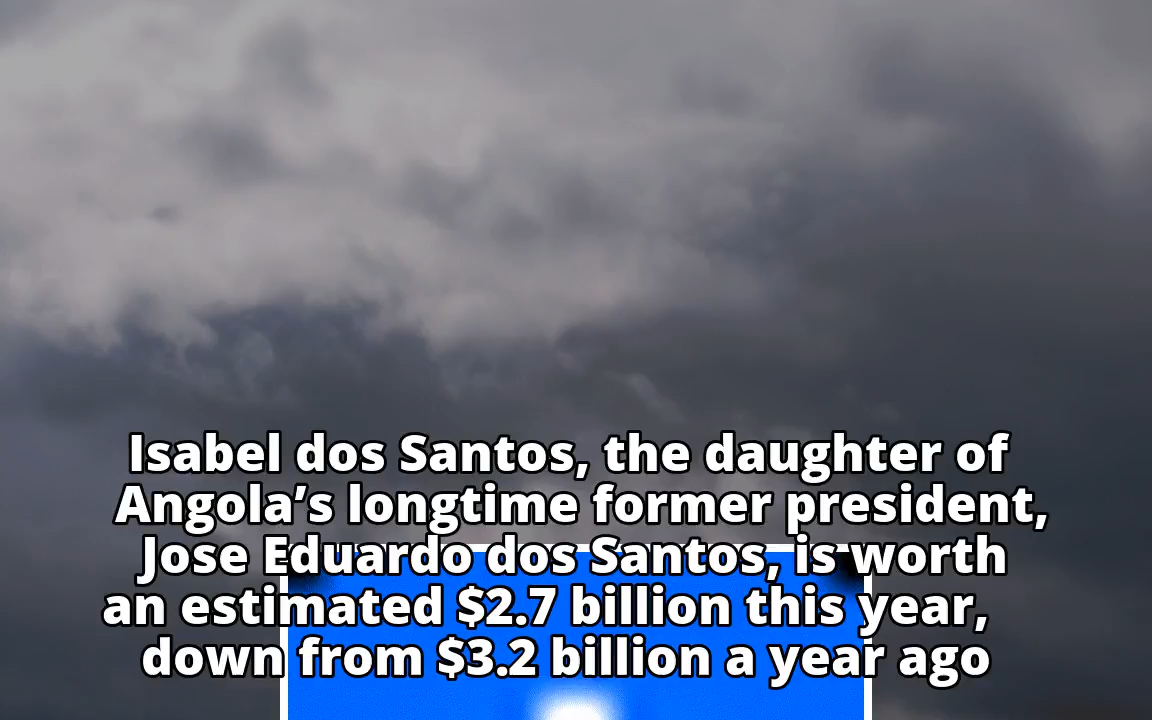 Isabel dos Santos, the daughter of
Angola’s longtime former president,
Jose Eduardo dos Santos, is worth
an estimated $2.7 billion this year,
down from $3.2 billion a year ago